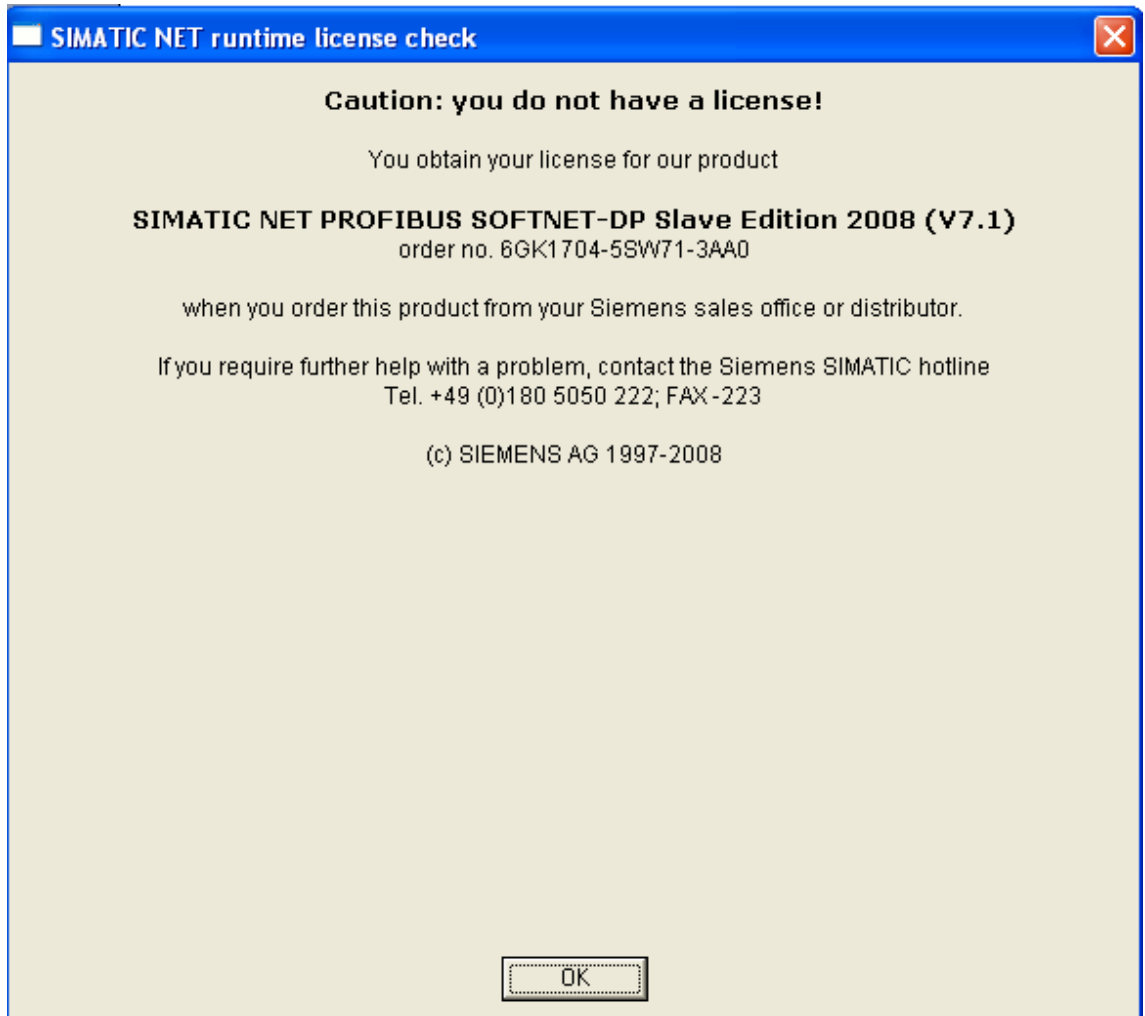 SIMATIC NET runtime license check
Caution: you do not have a license!
You obtain your license for our product
SIMATIC NET PROFIBUS SOFTNET-DP Slave Edition 2008 (V7.1)
order no. 6GK1704-5SW71-3AA0
when you order this product from your Siemens sales office or distributor.
If you require further help with a problem, contact the Siemens SIMATIC hotline
Tel. +49 (0)180 5050 222; FAX -223
(c) SIEMENS AG 1997-2008
OK